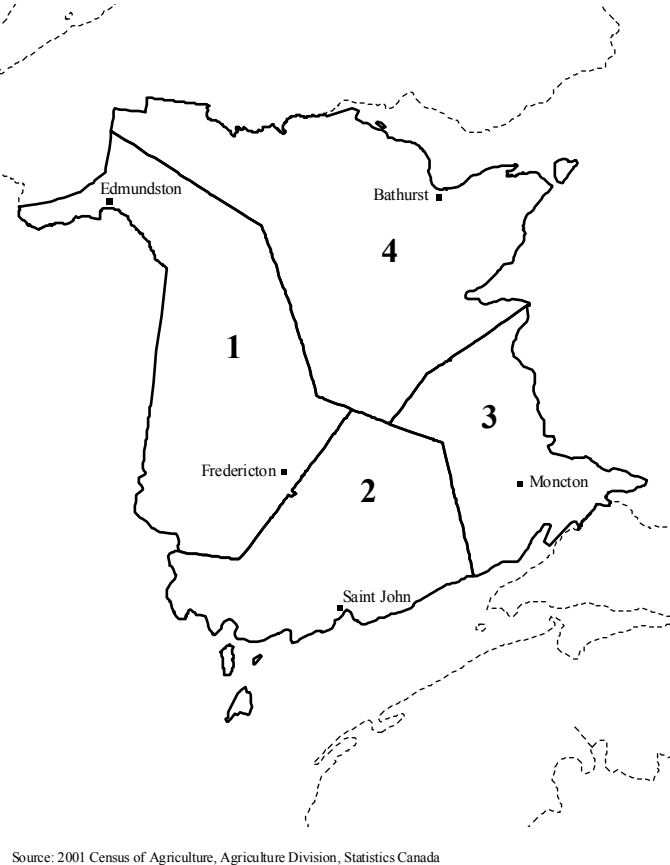 Edmundston
Bathurst
4
1
3
Fredericton
2
Moncton
Saint John
Source: 2001 Census of Agriculture, Agriculture Division, Statistics Canada